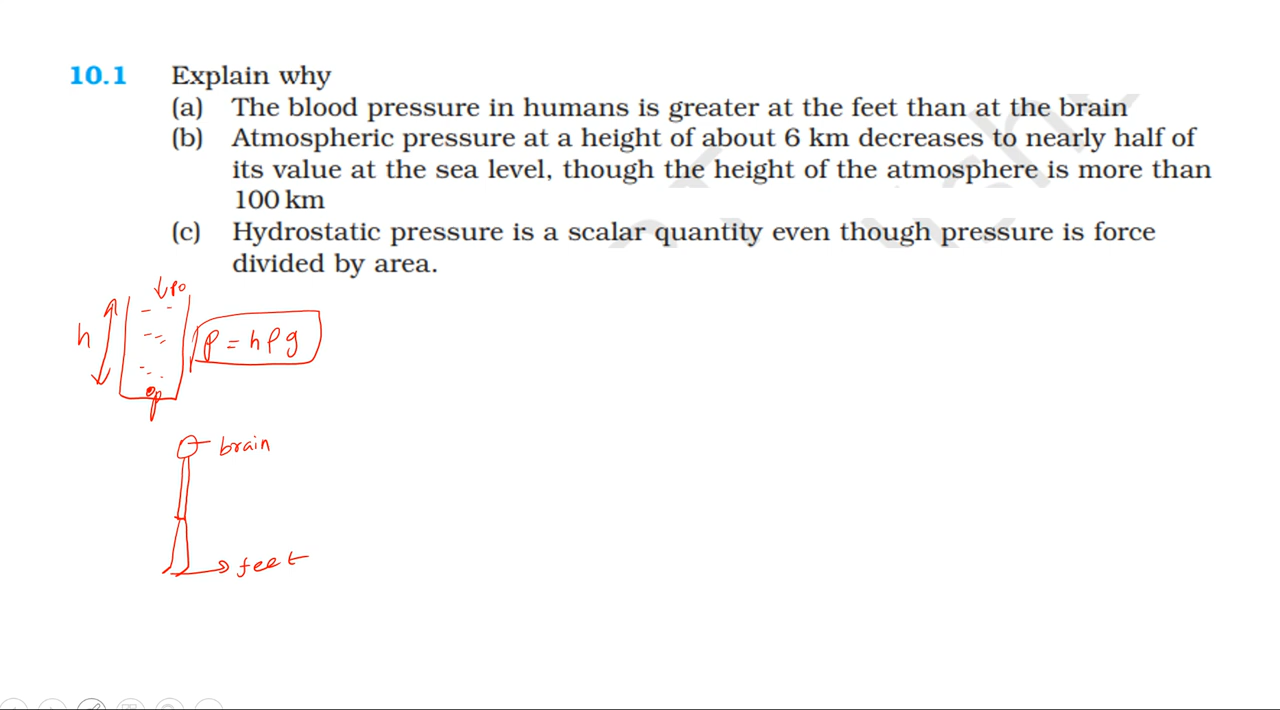 10.1 Explain why
(a) The blood pressure in humans is greater at the feet than at the brain
(b) Atmospheric pressure at a height of about 6 km decreases to nearly half of
its value at the sea level, though the height of the atmosphere is more than
100 km
(c) Hydrostatic pressure is a scalar quantity even though pressure is force
divided by area.
P0
h
P = hρg
P
brain
feet